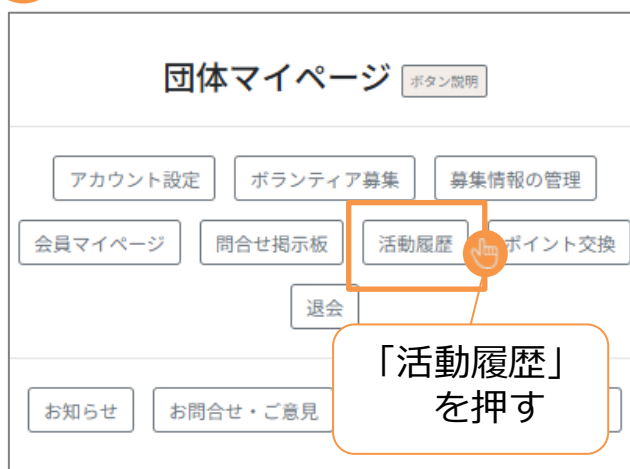 団体マイページ ボタン説明
アカウント設定 ボランティア募集 募集情報の管理
会員マイページ 問合せ掲示板 活動履歴 ポイント交換
退会
「活動履歴」
を押す
お知らせ お問合せ・ご意見